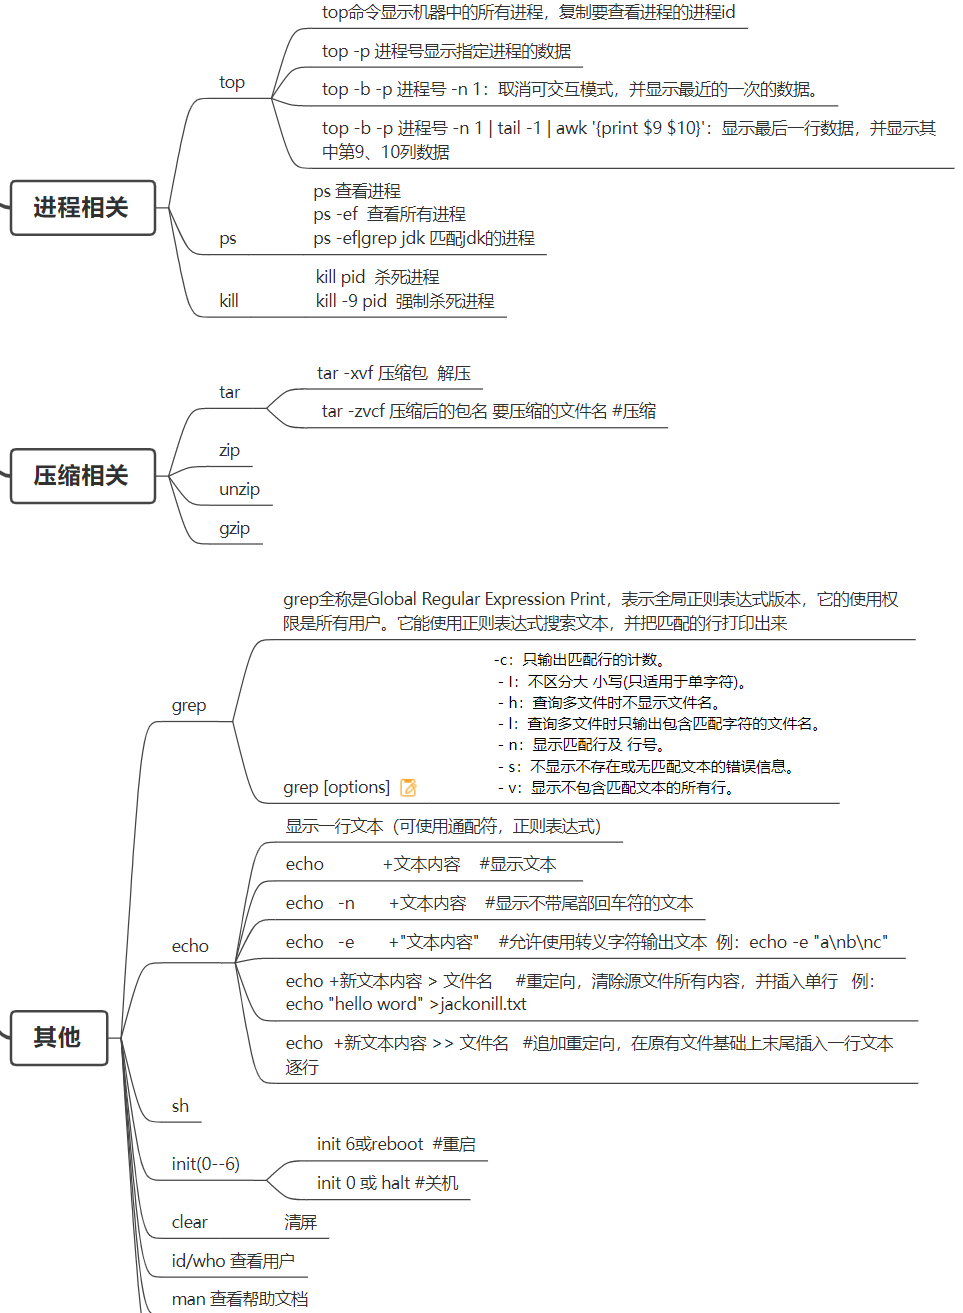 top命令显示机器中的所有进程，复制要查看进程的进程id
top -p 进程号显示指定进程的数据
top
top -b -p 进程号 -n 1：取消可交互模式，并显示最近的一次的数据。
top -b -p 进程号 -n 1 | tail -1 | awk '{print $9 $10}'：显示最后一行数据，并显示其
中第9、10列数据
进程相关
ps 查看进程
ps -ef  查看所有进程
ps
ps -ef|grep jdk 匹配jdk的进程
kill pid  杀死进程
kill
kill -9 pid  强制杀死进程
tar -xvf 压缩包  解压
tar
tar -zvcf 压缩后的包名 要压缩的文件名 #压缩
zip
压缩相关
unzip
gzip
grep全称是Global Regular Expression Print，表示全局正则表达式版本，它的使用权
限是所有用户。它能使用正则表达式搜索文本，并把匹配的行打印出来
-c：只输出匹配行的计数。
- I：不区分大 小写(只适用于单字符)。
- h：查询多文件时不显示文件名。
grep
- l：查询多文件时只输出包含匹配字符的文件名。
- n：显示匹配行及 行号。
- s：不显示不存在或无匹配文本的错误信息。
grep [options]
- v：显示不包含匹配文本的所有行。
显示一行文本（可使用通配符，正则表达式）
echo +文本内容 #显示文本
echo -n +文本内容 #显示不带尾部回车符的文本
echo
echo -e +"文本内容" #允许使用转义字符输出文本 例：echo -e "a\nb\nc"
echo +新文本内容 > 文件名 #重定向，清除源文件所有内容，并插入单行 例：
echo "hello word" >jackonill.txt
其他
echo +新文本内容 >> 文件名 #追加重定向，在原有文件基础上末尾插入一行文本
逐行
sh
init 6或reboot #重启
init(0--6)
init 0 或 halt #关机
clear 清屏
id/who 查看用户
man 查看帮助文档